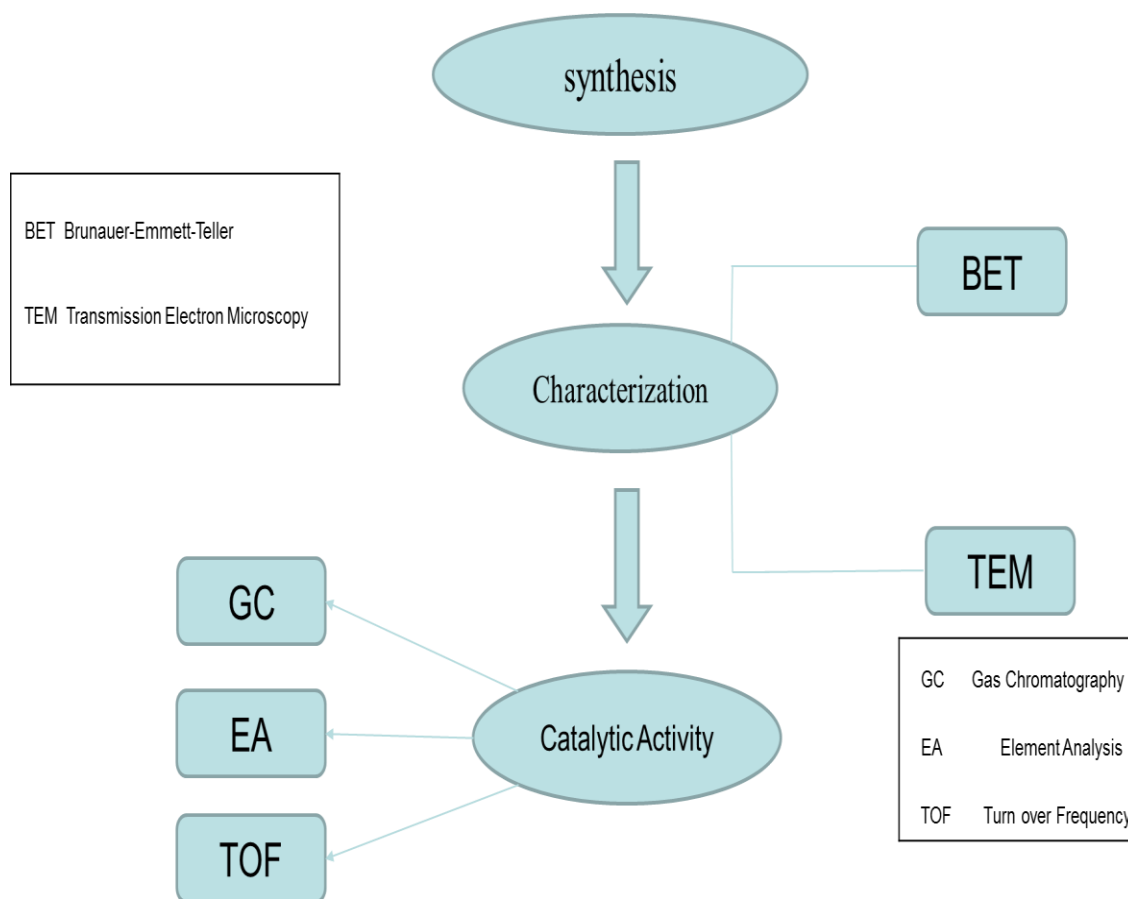 synthesis
BET Brunauer-Emmett-Teller
TEM Transmission Electron Microscopy
BET
Characterization
TEM
GC
EA
TOF
Catalytic Activity
GC Gas Chromatography
EA Element Analysis
TOF Turn over Frequency